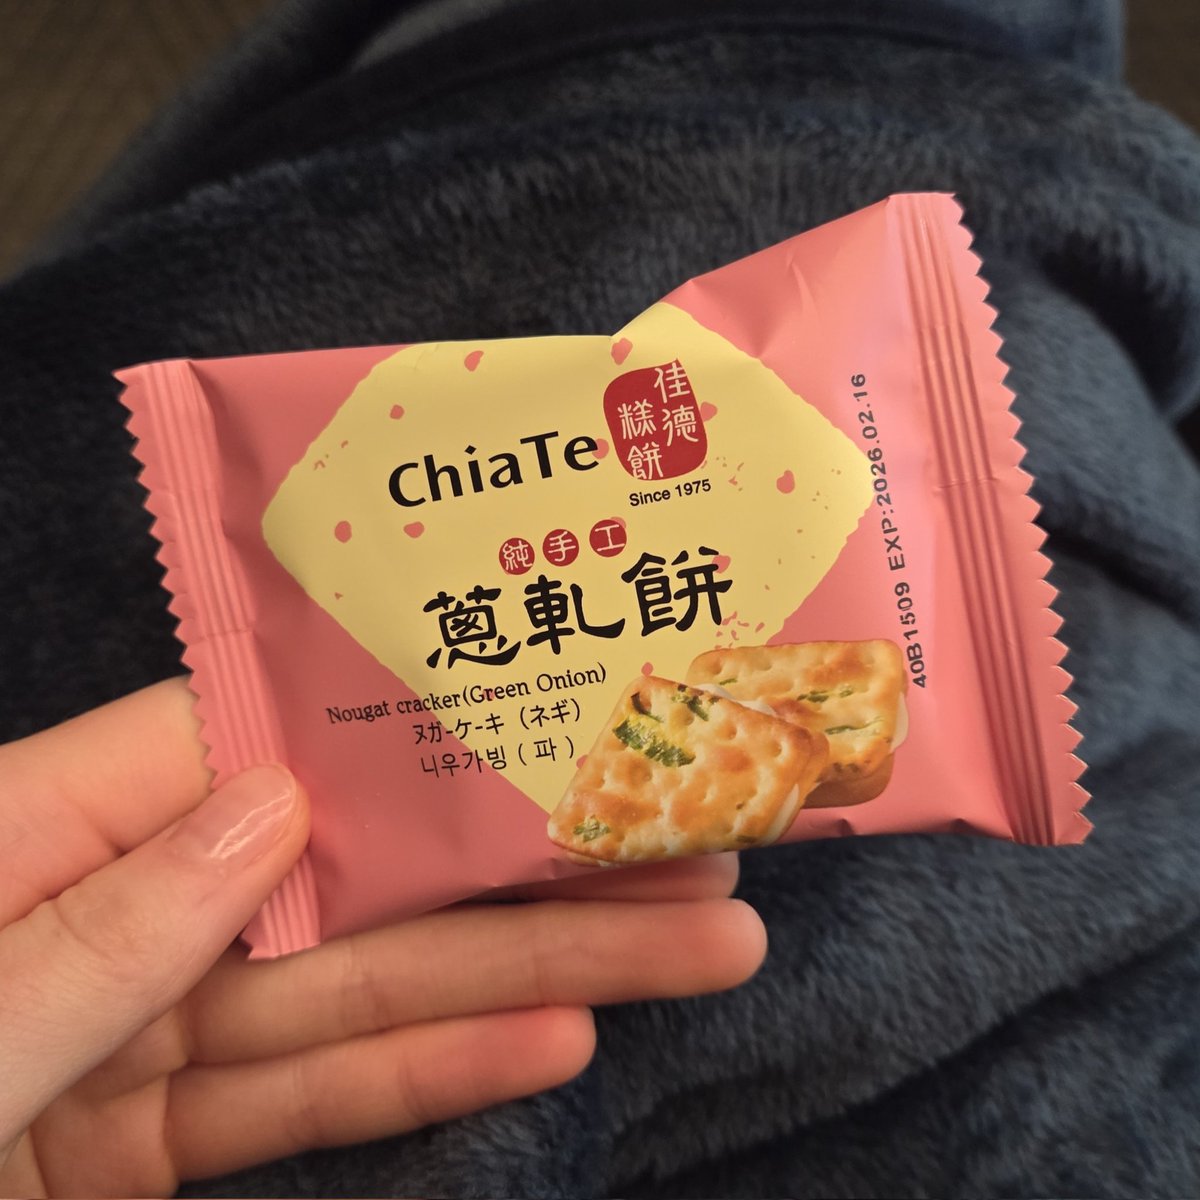 ChiaTe
佳德
糕餅
Since 1975
純手工
蔥軋餅
Nougat cracker(Green Onion)
ヌガ-ケ-キ（ネギ）
니우가빙 ( 파 )
40B1509 EXP:2026.02.16